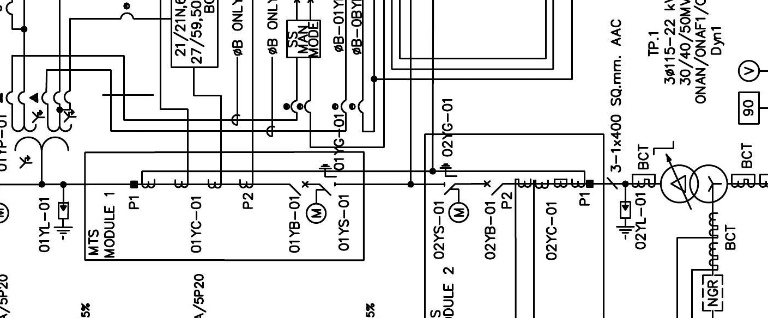 21/21N,6
27/59,50
ØB ONLY
ØB ONLY
SS
MAN
MODE
ØB-01Y
ØB-0BY
3-1x400 SQ.mm. AAC
TP.1
3Ø115-22 kV
30/40/50MV
ONAN/ONAF1/O
Dyn1
V
90
01YP-01
01YG-01
02YG-01
BCT
BCT
M
01YL-01
MTS
MODULE 1
P1
01YC-01
P2
01YB-01
M
01YS-01
02YS-01
M
02YB-01
P2
02YC-01
P1
02YL-01
BCT
NGR
A/5P20
5%
A/5P20
5%
S
DULE 2